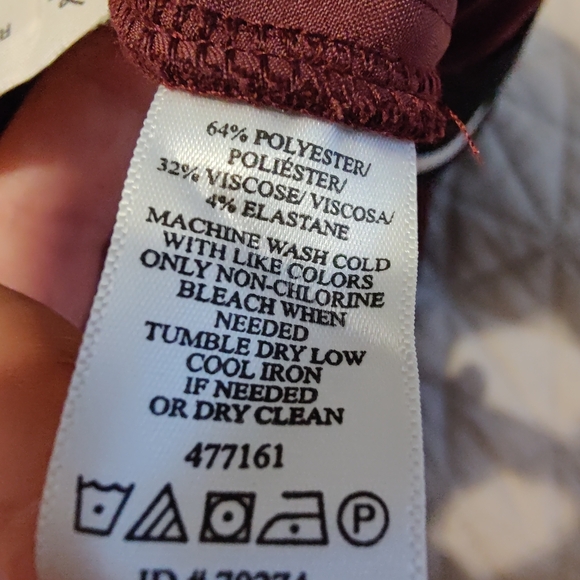 64% POLYESTER/
POLIÉSTER/
32% VISCOSE/ VISCOSA/
4% ELASTANE
MACHINE WASH COLD
WITH LIKE COLORS
ONLY NON-CHLORINE
BLEACH WHEN
NEEDED
TUMBLE DRY LOW
COOL IRON
IF NEEDED
OR DRY CLEAN
477161
P